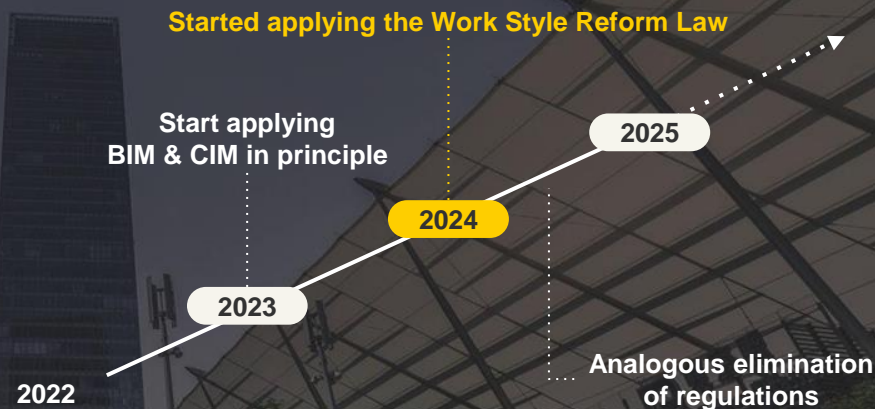 Started applying the Work Style Reform Law
Start applying
BIM & CIM in principle
2025
2024
2023
Analogous elimination
of regulations
2022